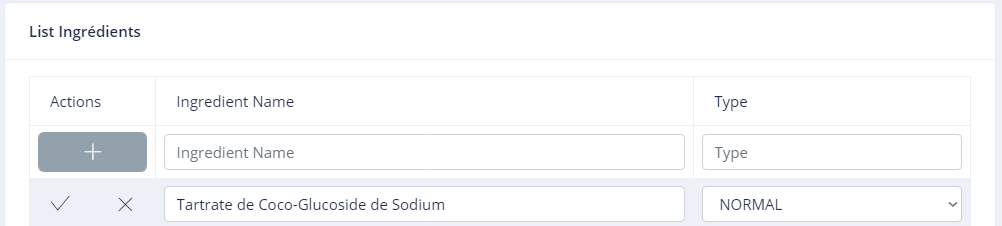 List Ingrédients
Actions Ingredient Name Type
Ingredient Name Type
Tartrate de Coco-Glucoside de Sodium NORMAL